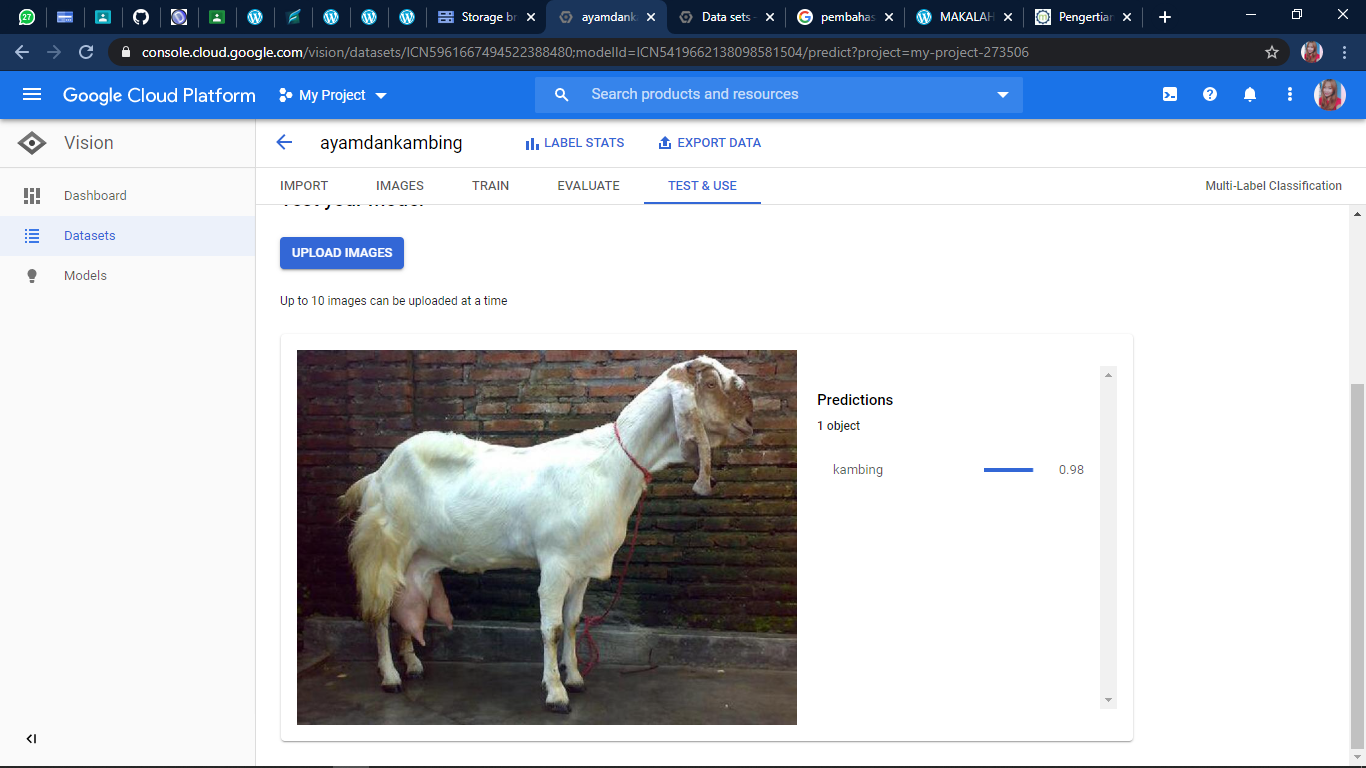 27
Storage br
ayamdank
Data sets -
pembahas
MAKALAH
Pengertian
console.cloud.google.com/vision/datasets/ICN5961667494522388480;modelId=ICN5419662138098581504/predict?project=my-project-273506
Google Cloud Platform
My Project
Search products and resources
Vision
ayamdankambing
LABEL STATS
EXPORT DATA
IMPORT
IMAGES
TRAIN
EVALUATE
TEST & USE
Multi-Label Classification
Dashboard
Datasets
Models
Test your model
UPLOAD IMAGES
Up to 10 images can be uploaded at a time
Predictions
1 object
kambing
0.98